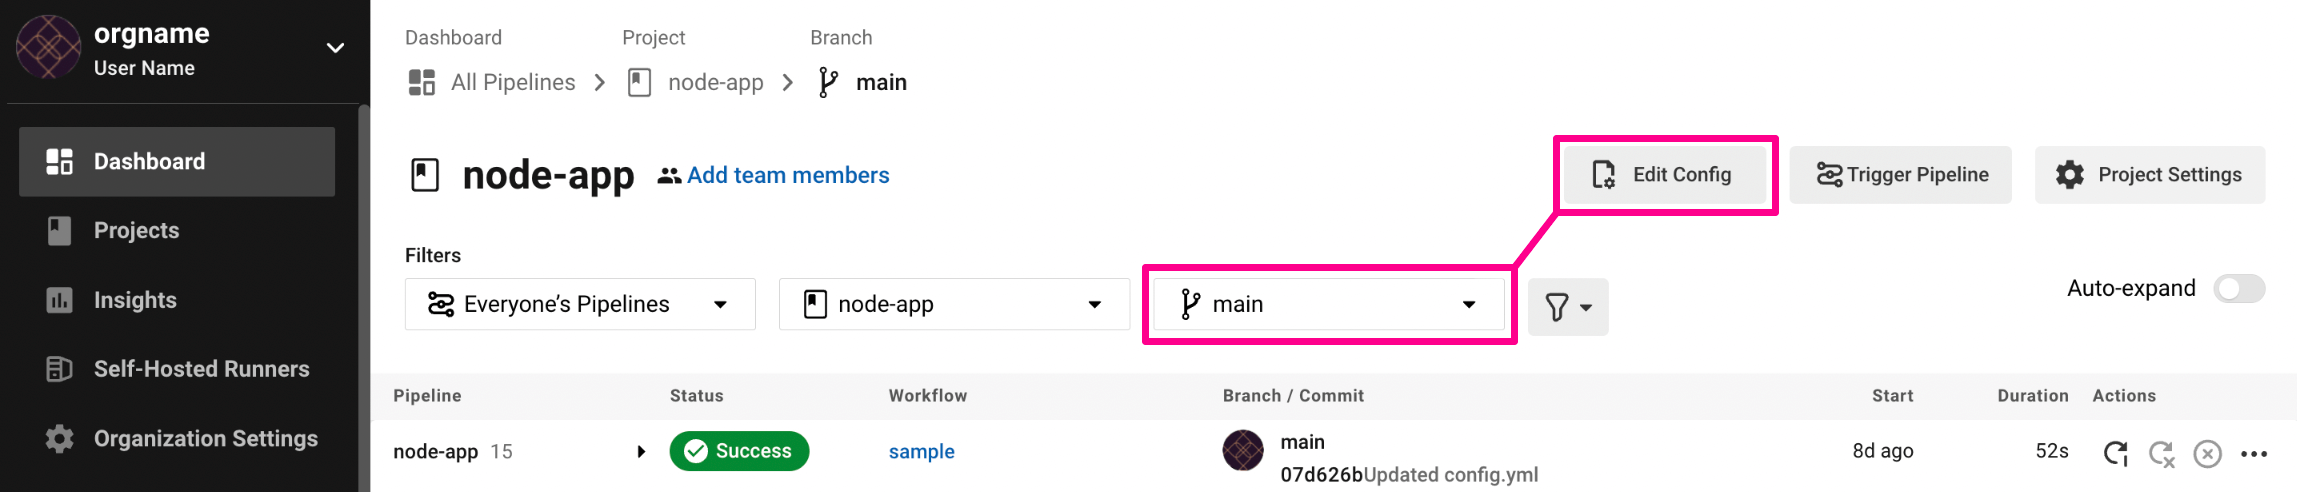 orgname
User Name
Dashboard
Projects
Insights
Self-Hosted Runners
Organization Settings
Dashboard Project Branch
All Pipelines node-app main
node-app Add team members
Edit Config Trigger Pipeline Project Settings
Filters
Everyone’s Pipelines node-app main
Auto-expand
Pipeline Status Workflow Branch / Commit Start Duration Actions
node-app 15 Success sample main 8d ago 52s
07d626bUpdated config.yml